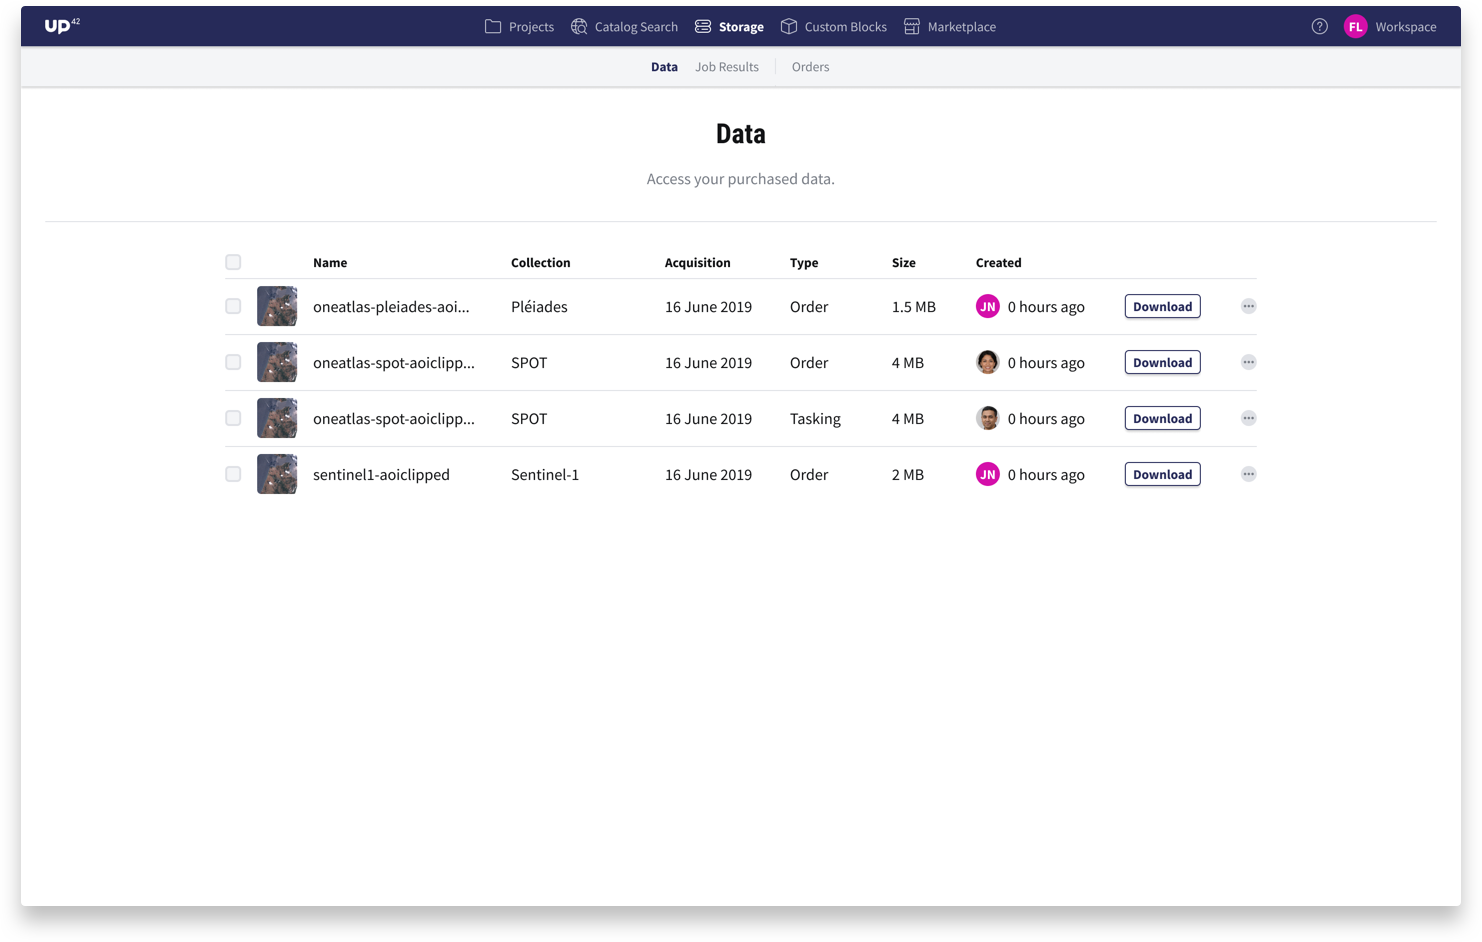 UP42 Projects Catalog Search Storage Custom Blocks Marketplace ? FL Workspace
Data Job Results Orders
Data
Access your purchased data.
Name Collection Acquisition Type Size Created
oneatlas-pleiades-aoi... Pléiades 16 June 2019 Order 1.5 MB JN 0 hours ago Download
oneatlas-spot-aoiclipp... SPOT 16 June 2019 Order 4 MB 0 hours ago Download
oneatlas-spot-aoiclipp... SPOT 16 June 2019 Tasking 4 MB 0 hours ago Download
sentinel1-aoiclipped Sentinel-1 16 June 2019 Order 2 MB JN 0 hours ago Download